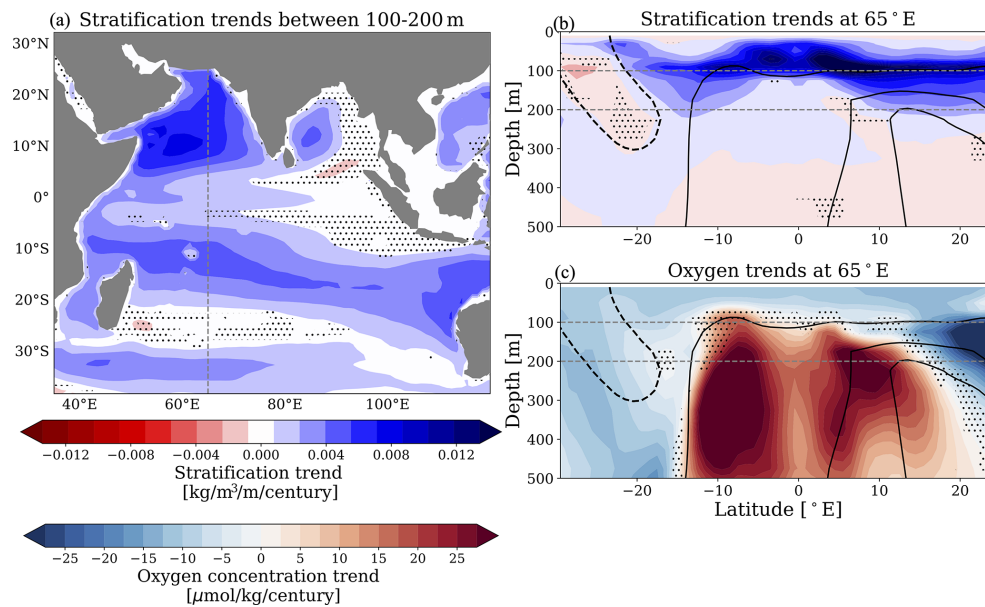 (a) Stratification trends between 100-200 m
30°N
20°N
10°N
0°
10°S
20°S
30°S
40°E 60°E 80°E 100°E
−0.012 −0.008 −0.004 0.000 0.004 0.008 0.012
Stratification trend
[kg/m³/m/century]
−25 −20 −15 −10 −5 0 5 10 15 20 25
Oxygen concentration trend
[μmol/kg/century]
(b) Stratification trends at 65°E
0
100
200
300
400
500
Depth [m]
−20 −10 0 10 20
(c) Oxygen trends at 65°E
0
100
200
300
400
500
Depth [m]
−20 −10 0 10 20
Latitude [°E]